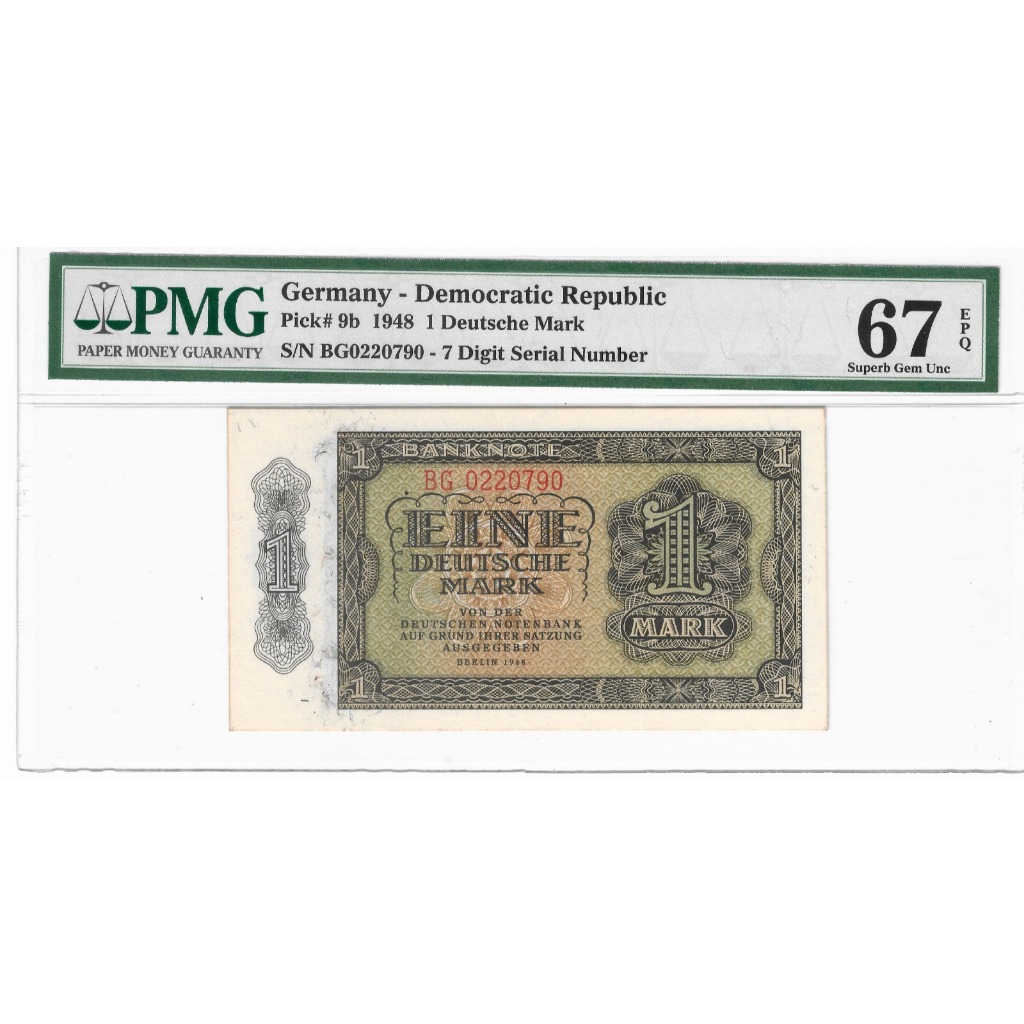 PMG
PAPER MONEY GUARANTY
Germany - Democratic Republic
Pick# 9b 1948 1 Deutsche Mark
S/N BG0220790 - 7 Digit Serial Number
67
EPQ
Superb Gem Unc
1 BANKNOTE 1
BG 0220790
EINE
DEUTSCHE
MARK
VON DER
DEUTSCHEN NOTENBANK
AUF GRUND IHRER SATZUNG
AUSGEGEBEN
BERLIN 1948
1
1
MARK
1
1